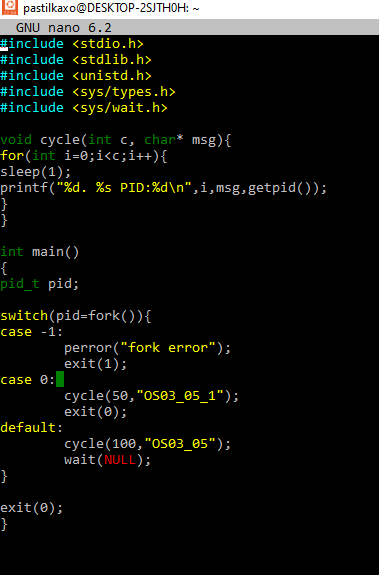 pastilkaxo@DESKTOP-2SJTH0H: ~
GNU nano 6.2
#include <stdio.h>
#include <stdlib.h>
#include <unistd.h>
#include <sys/types.h>
#include <sys/wait.h>
void cycle(int c, char* msg){
for(int i=0;i<c;i++){
sleep(1);
printf("%d. %s PID:%d\n",i,msg,getpid());
}
}
int main()
{
pid_t pid;
switch(pid=fork()){
case -1:
perror("fork error");
exit(1);
case 0:
cycle(50,"OS03_05_1");
exit(0);
default:
cycle(100,"OS03_05");
wait(NULL);
}
exit(0);
}